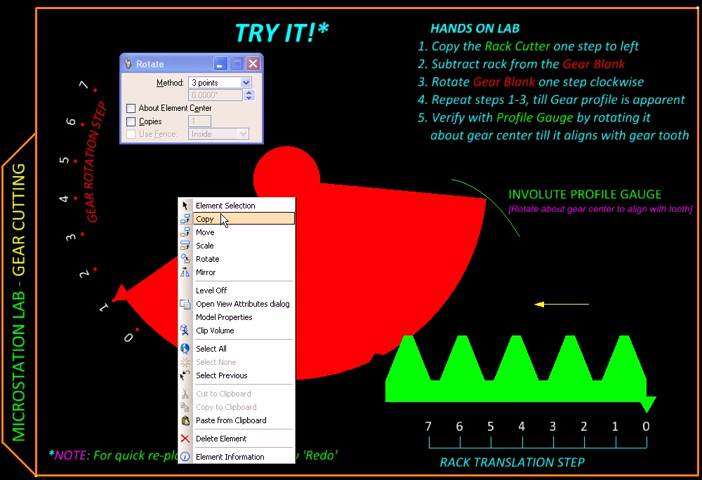 TRY IT!*
HANDS ON LAB
1. Copy the Rack Cutter one step to left
2. Subtract rack from the Gear Blank
3. Rotate Gear Blank one step clockwise
4. Repeat steps 1-3, till Gear profile is apparent
5. Verify with Profile Gauge by rotating it
about gear center till it aligns with gear tooth
Rotate
Method: 3 points
0.0000°
About Element Center
Copies 1
Use Fence: Inside
7
6
5
4
3
2
1
0
GEAR ROTATION STEP
MICROSTATION LAB - GEAR CUTTING
Element Selection
Copy
Move
Scale
Rotate
Mirror
Level Off
Open View Attributes dialog
Model Properties
Clip Volume
Select All
Select None
Select Previous
Cut to Clipboard
Copy to Clipboard
Paste from Clipboard
Delete Element
Element Information
INVOLUTE PROFILE GAUGE
[Rotate about gear center to align with tooth]
7 6 5 4 3 2 1 0
RACK TRANSLATION STEP
*NOTE: For quick re-pl 'Redo'